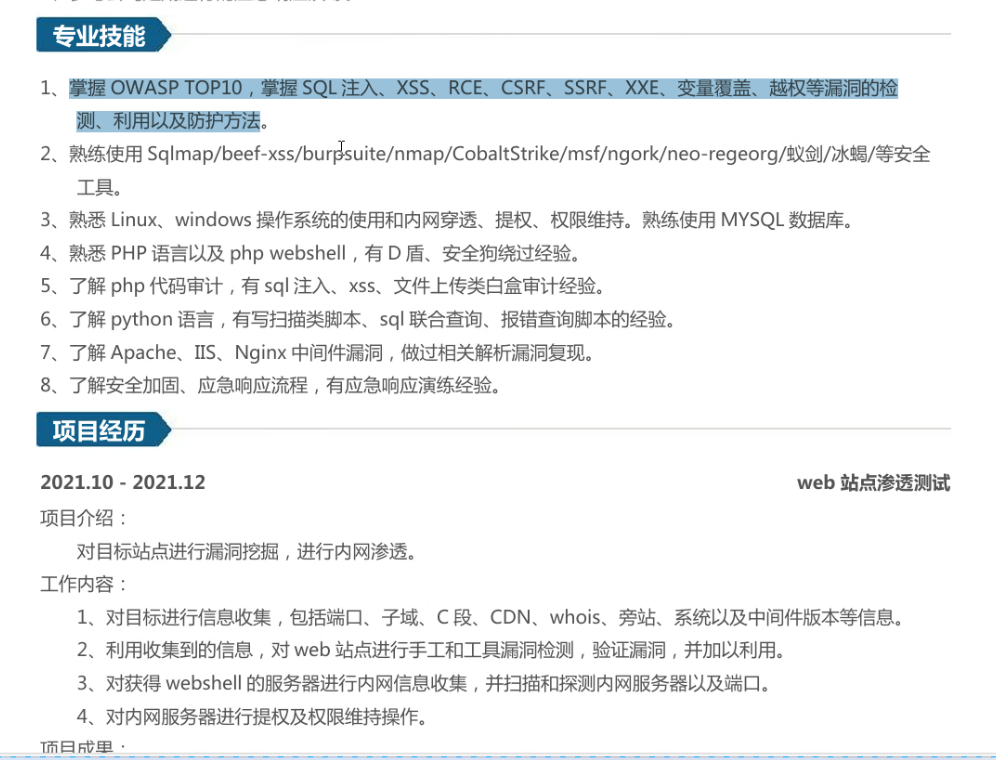 专业技能
1、掌握 OWASP TOP10，掌握 SQL 注入、XSS、RCE、CSRF、SSRF、XXE、变量覆盖、越权等漏洞的检
测、利用以及防护方法。
2、熟练使用 Sqlmap/beef-xss/burpsuite/nmap/CobaltStrike/msf/ngork/neo-regeorg/蚁剑/冰蝎/等安全
工具。
3、熟悉 Linux、windows 操作系统的使用和内网穿透、提权、权限维持。熟练使用 MYSQL 数据库。
4、熟悉 PHP 语言以及 php webshell，有 D 盾、安全狗绕过经验。
5、了解 php 代码审计，有 sql 注入、xss、文件上传类白盒审计经验。
6、了解 python 语言，有写扫描类脚本、sql 联合查询、报错查询脚本的经验。
7、了解 Apache、IIS、Nginx 中间件漏洞，做过相关解析漏洞复现。
8、了解安全加固、应急响应流程，有应急响应演练经验。
项目经历
2021.10 - 2021.12 web 站点渗透测试
项目介绍：
对目标站点进行漏洞挖掘，进行内网渗透。
工作内容：
1、对目标进行信息收集，包括端口、子域、C 段、CDN、whois、旁站、系统以及中间件版本等信息。
2、利用收集到的信息，对 web 站点进行手工和工具漏洞检测，验证漏洞，并加以利用。
3、对获得 webshell 的服务器进行内网信息收集，并扫描和探测内网服务器以及端口。
4、对内网服务器进行提权及权限维持操作。
项目成果：